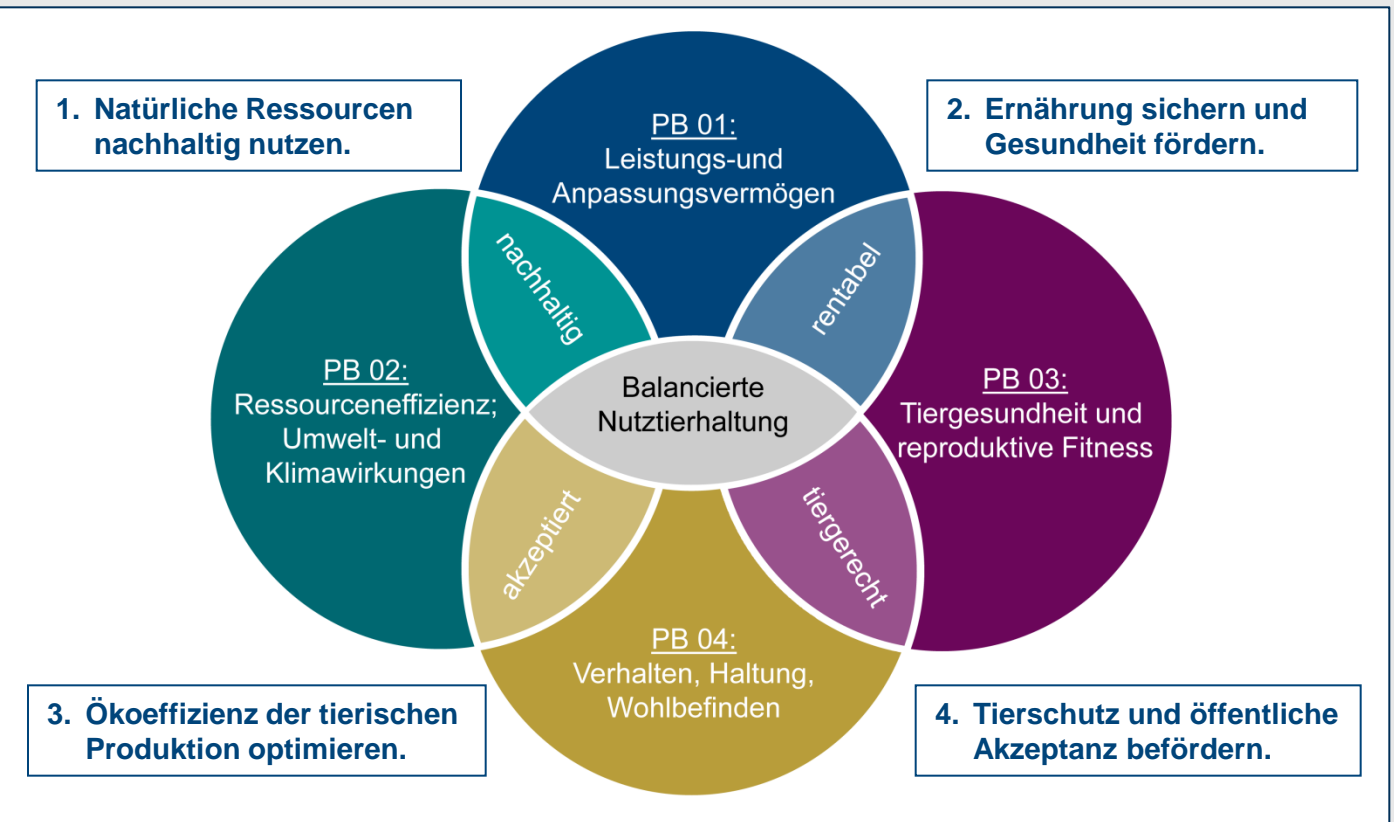 1. Natürliche Ressourcen
nachhaltig nutzen.
2. Ernährung sichern und
Gesundheit fördern.
PB 01:
Leistungs-und
Anpassungsvermögen
nachhaltig
rentabel
PB 02:
Ressourceneffizienz;
Umwelt- und
Klimawirkungen
Balancierte
Nutztierhaltung
PB 03:
Tiergesundheit und
reproduktive Fitness
akzeptiert
tiergerecht
PB 04:
Verhalten, Haltung,
Wohlbefinden
3. Ökoeffizienz der tierischen
Produktion optimieren.
4. Tierschutz und öffentliche
Akzeptanz befördern.